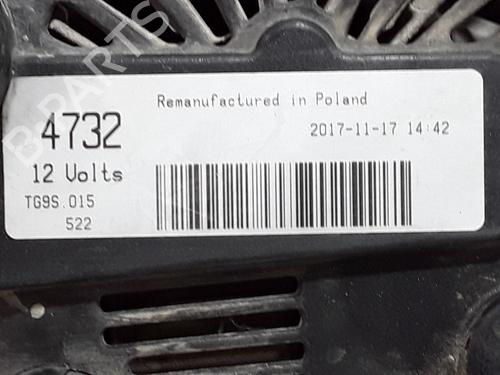 Remanufactured in Poland
4732
2017-11-17 14:42
12 Volts
TG9S.015
522
B-PARTS